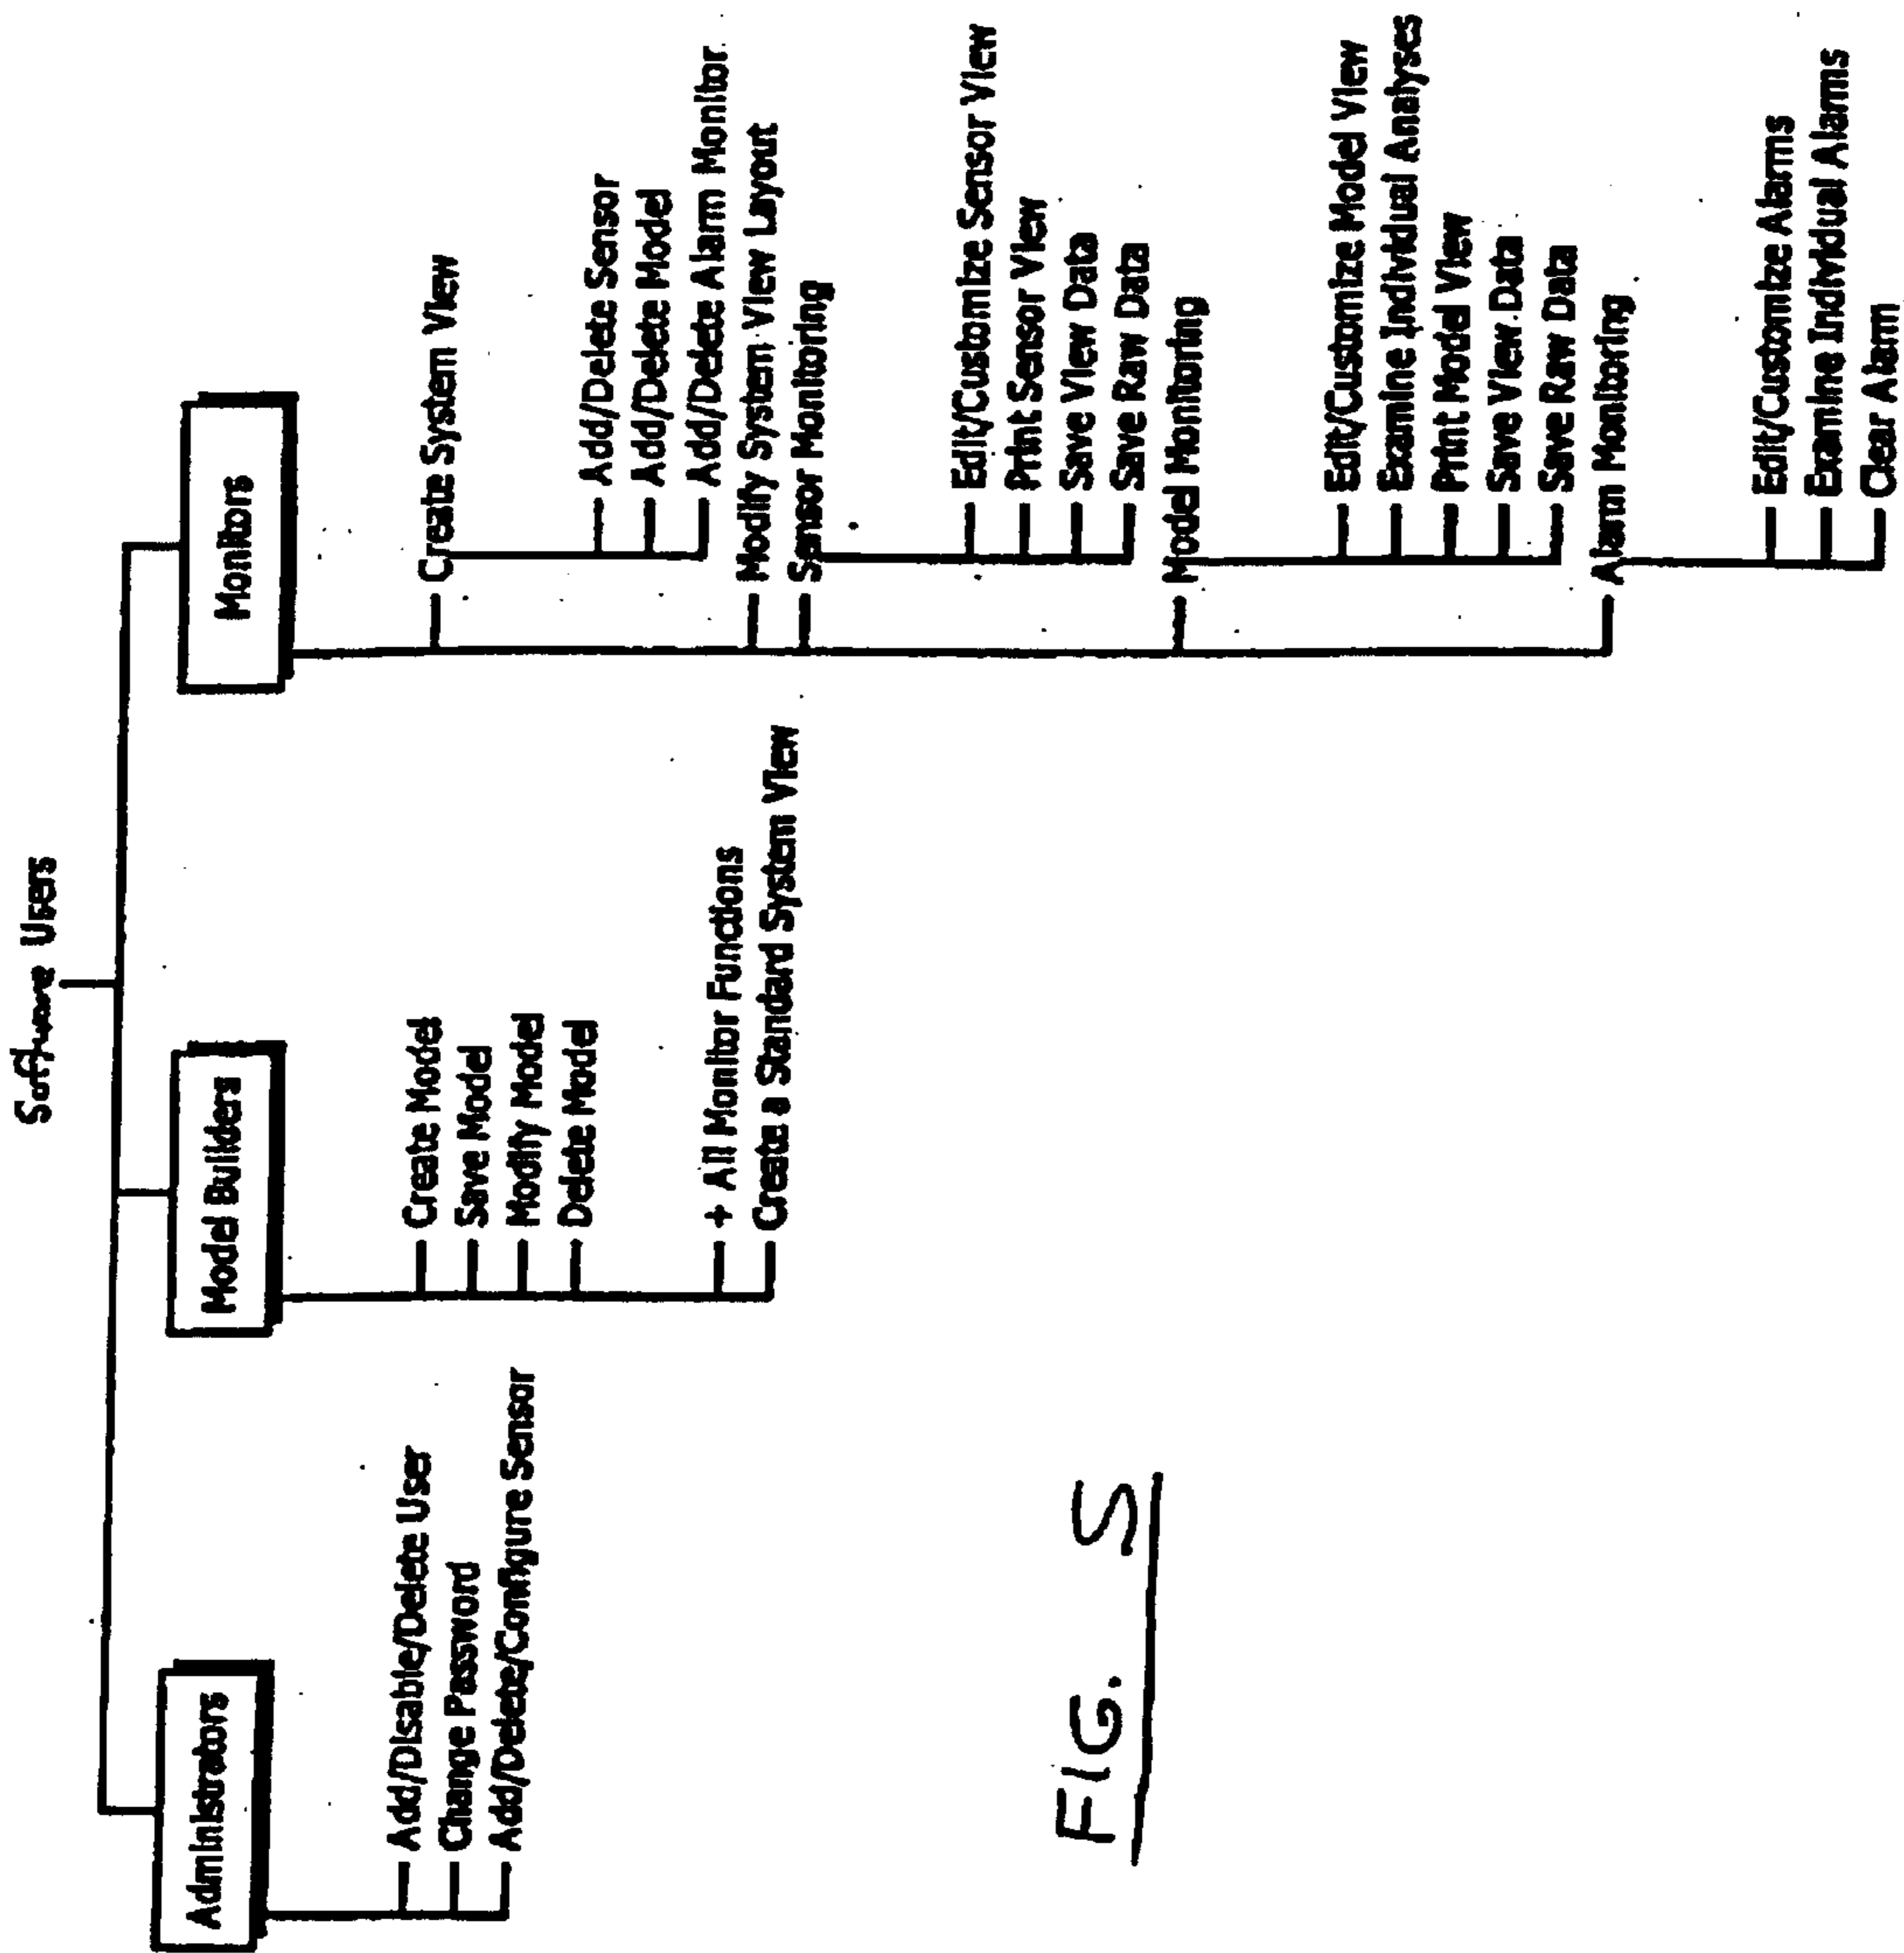 Software Users
Administrators
Add/Disable/Delete User
Change Password
Add/Delete/Configure Sensor
Model Builders
Create Model
Save Model
Modify Model
Delete Model
+ All Monitor Functions
Create a Standard System View
Monitors
Create System View
Add/Delete Sensor
Add/Delete Model
Add/Delete Alarm Monitor
Modify System View Layout
Sensor Monitoring
Edit/Customize Sensor View
Print Sensor View
Save View Data
Save Raw Data
Model Monitoring
Edit/Customize Model View
Examine Individual Analyses
Print Model View
Save View Data
Save Raw Data
Alarm Monitoring
Edit/Customize Alarms
Examine Individual Alarms
Clear Alarm
FIG. 5